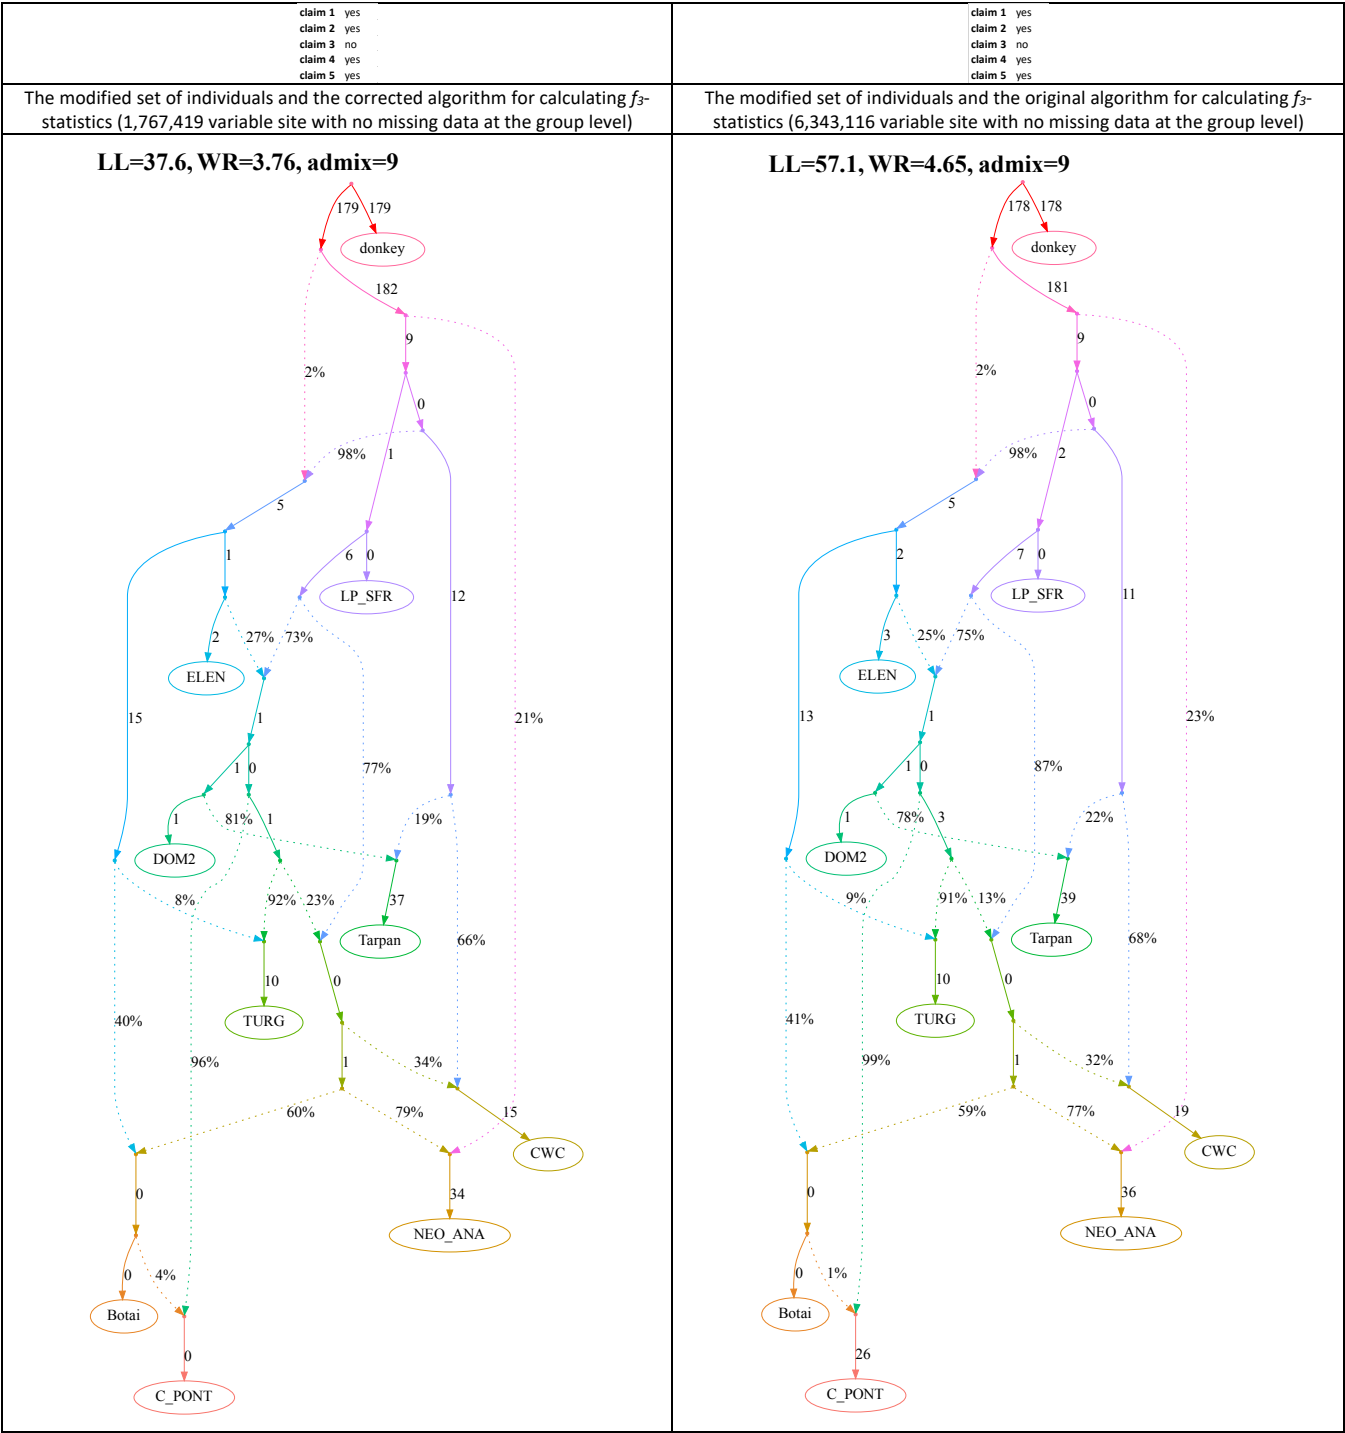 claim 1 yes
claim 2 yes
claim 3 no
claim 4 yes
claim 5 yes
The modified set of individuals and the corrected algorithm for calculating f3-
statistics (1,767,419 variable site with no missing data at the group level)
LL=37.6, WR=3.76, admix=9
179 179
donkey
182
9
2%
0
98% 1
5
1 6 0
LP_SFR
12
2 27% 73%
ELEN
15 1 21%
1 0 77%
1 81% 1 19%
DOM2
8% 92% 23% 37
Tarpan 66%
10 0
TURG
40% 96% 1 34%
60% 79% 15
CWC
0 34
NEO_ANA
0 4%
Botai
0
C_PONT
claim 1 yes
claim 2 yes
claim 3 no
claim 4 yes
claim 5 yes
The modified set of individuals and the original algorithm for calculating f3-
statistics (6,343,116 variable site with no missing data at the group level)
LL=57.1, WR=4.65, admix=9
178 178
donkey
181
9
2%
0
98% 2
5
2 7 0
LP_SFR
11
3 25% 75%
ELEN
13 1 23%
1 0 87%
1 78% 3 22%
DOM2
9% 91% 13% 39
Tarpan 68%
10 0
TURG
41% 99% 1 32%
59% 77% 19
CWC
0 36
NEO_ANA
0 1%
Botai
26
C_PONT